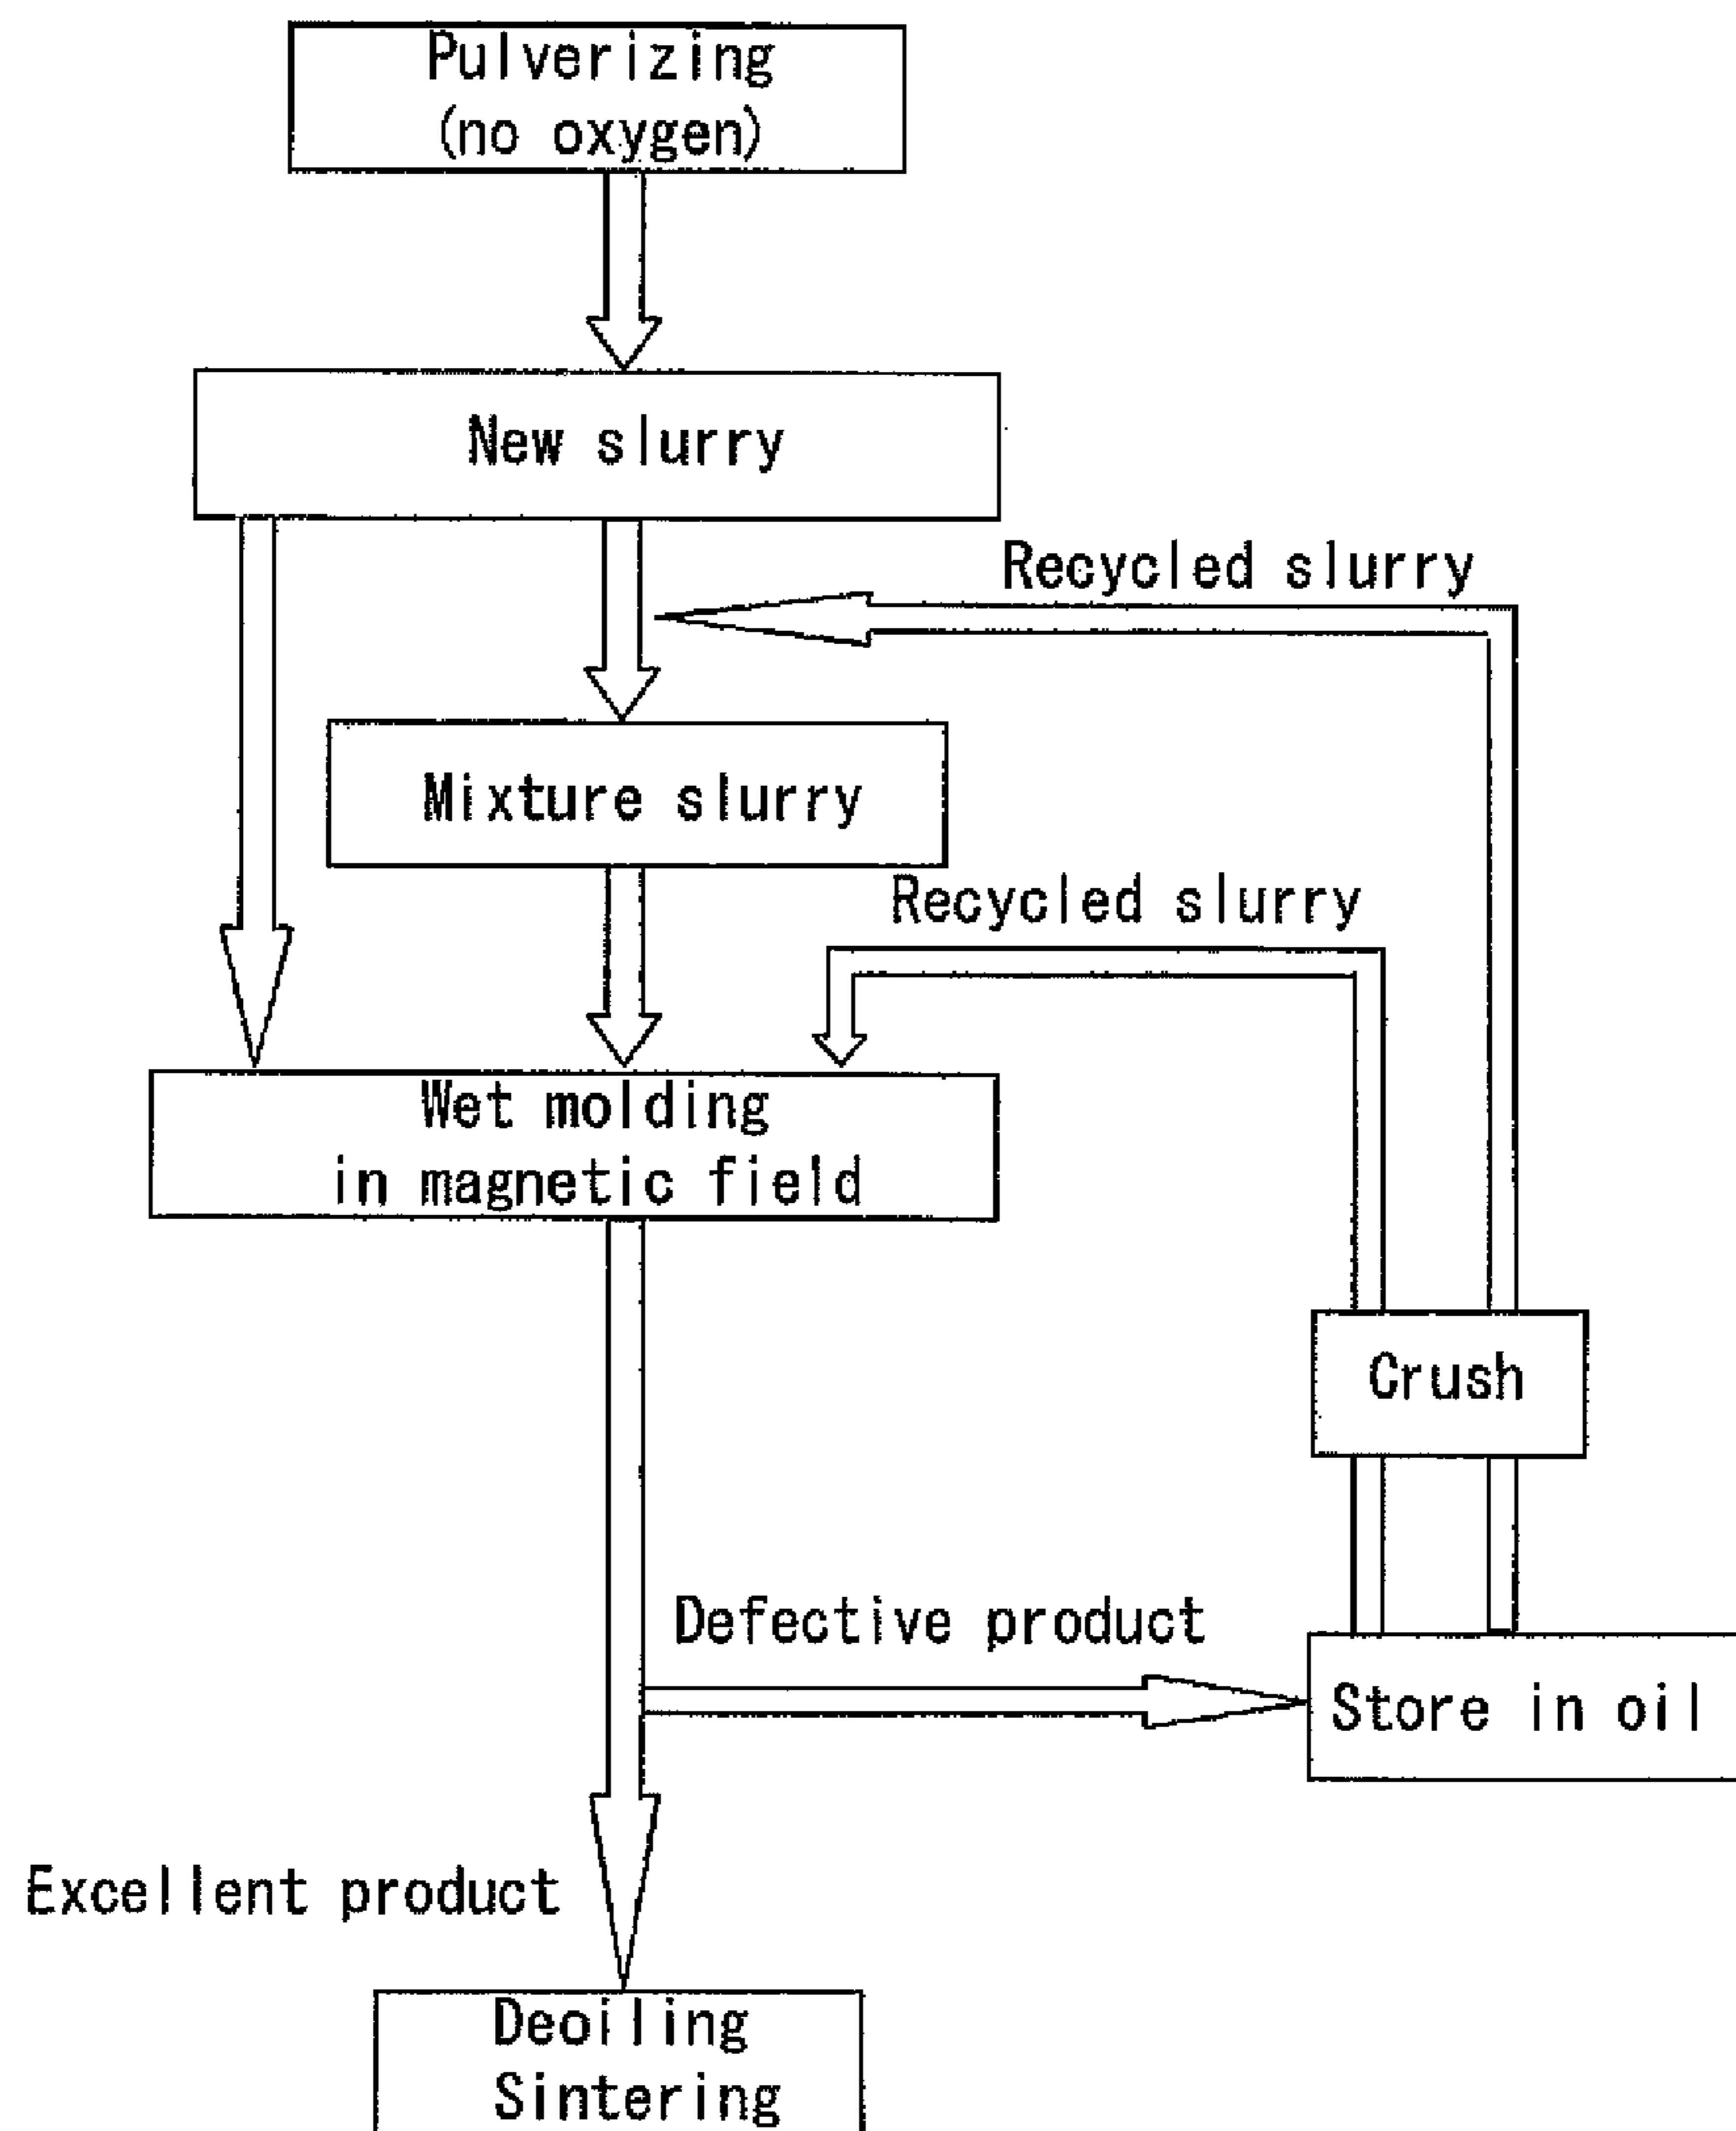 Pulverizing
(no oxygen)
New slurry
Recycled slurry
Mixture slurry
Recycled slurry
Wet molding
in magnetic field
Crush
Defective product
Store in oil
Excellent product
Deoiling
Sintering